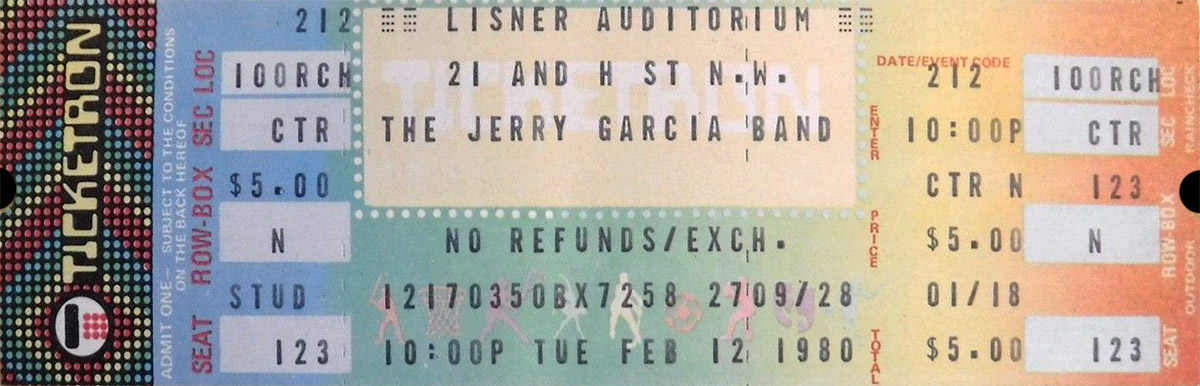 TICKETRON
ADMIT ONE— SUBJECT TO THE CONDITIONS
ON THE BACK HEREOF
SEAT ROW-BOX SEC LOC
212
100RCH
CTR
$5.00
N
STUD
123
LISNER AUDITORIUM
TICKETRON
21 AND H ST N.W.
THE JERRY GARCIA BAND
NO REFUNDS/EXCH.
12170350BX7258 2709/28
10:00P TUE FEB 12 1980
DATE/EVENT CODE
212 100RCH
ENTER
10:00P CTR
CTR N 123
PRICE
$5.00 N
01/18
TOTAL
$5.00 123
SEAT ROW-BOX SEC LOC
OUTDOOR RAINCHECK